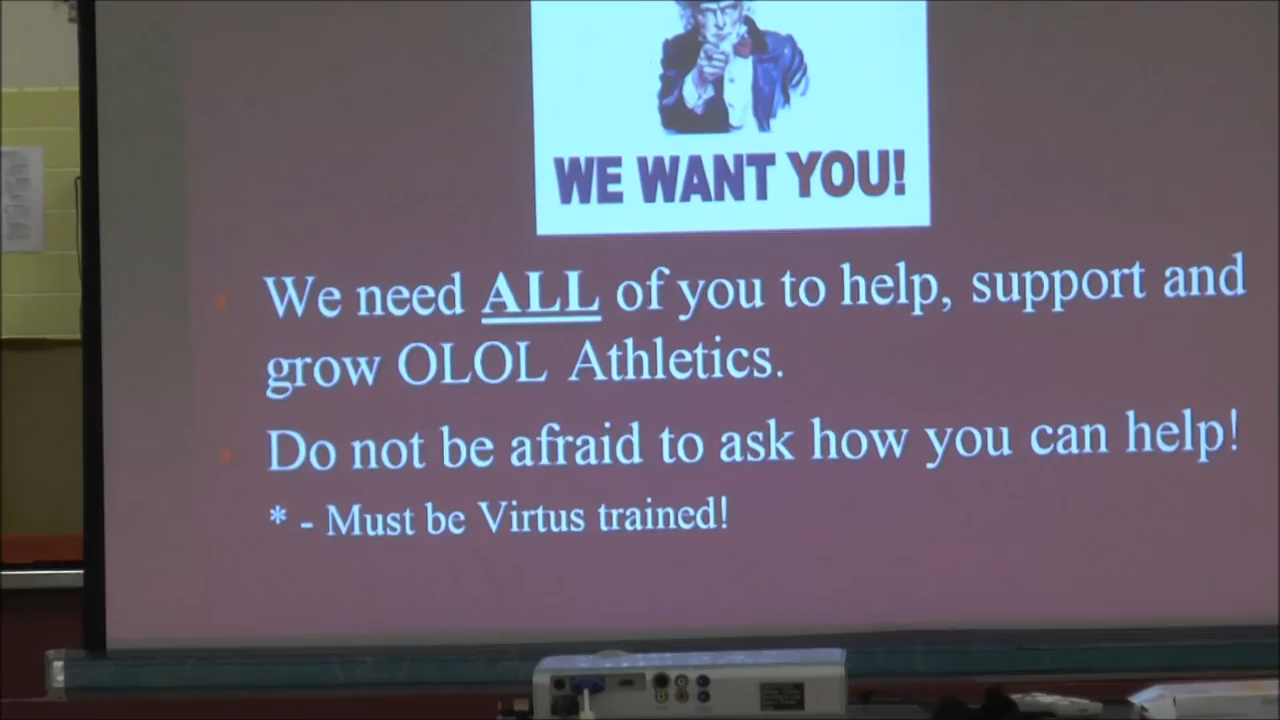 WE WANT YOU!
We need ALL of you to help, support and
grow OLOL Athletics.
Do not be afraid to ask how you can help!
* - Must be Virtus trained!